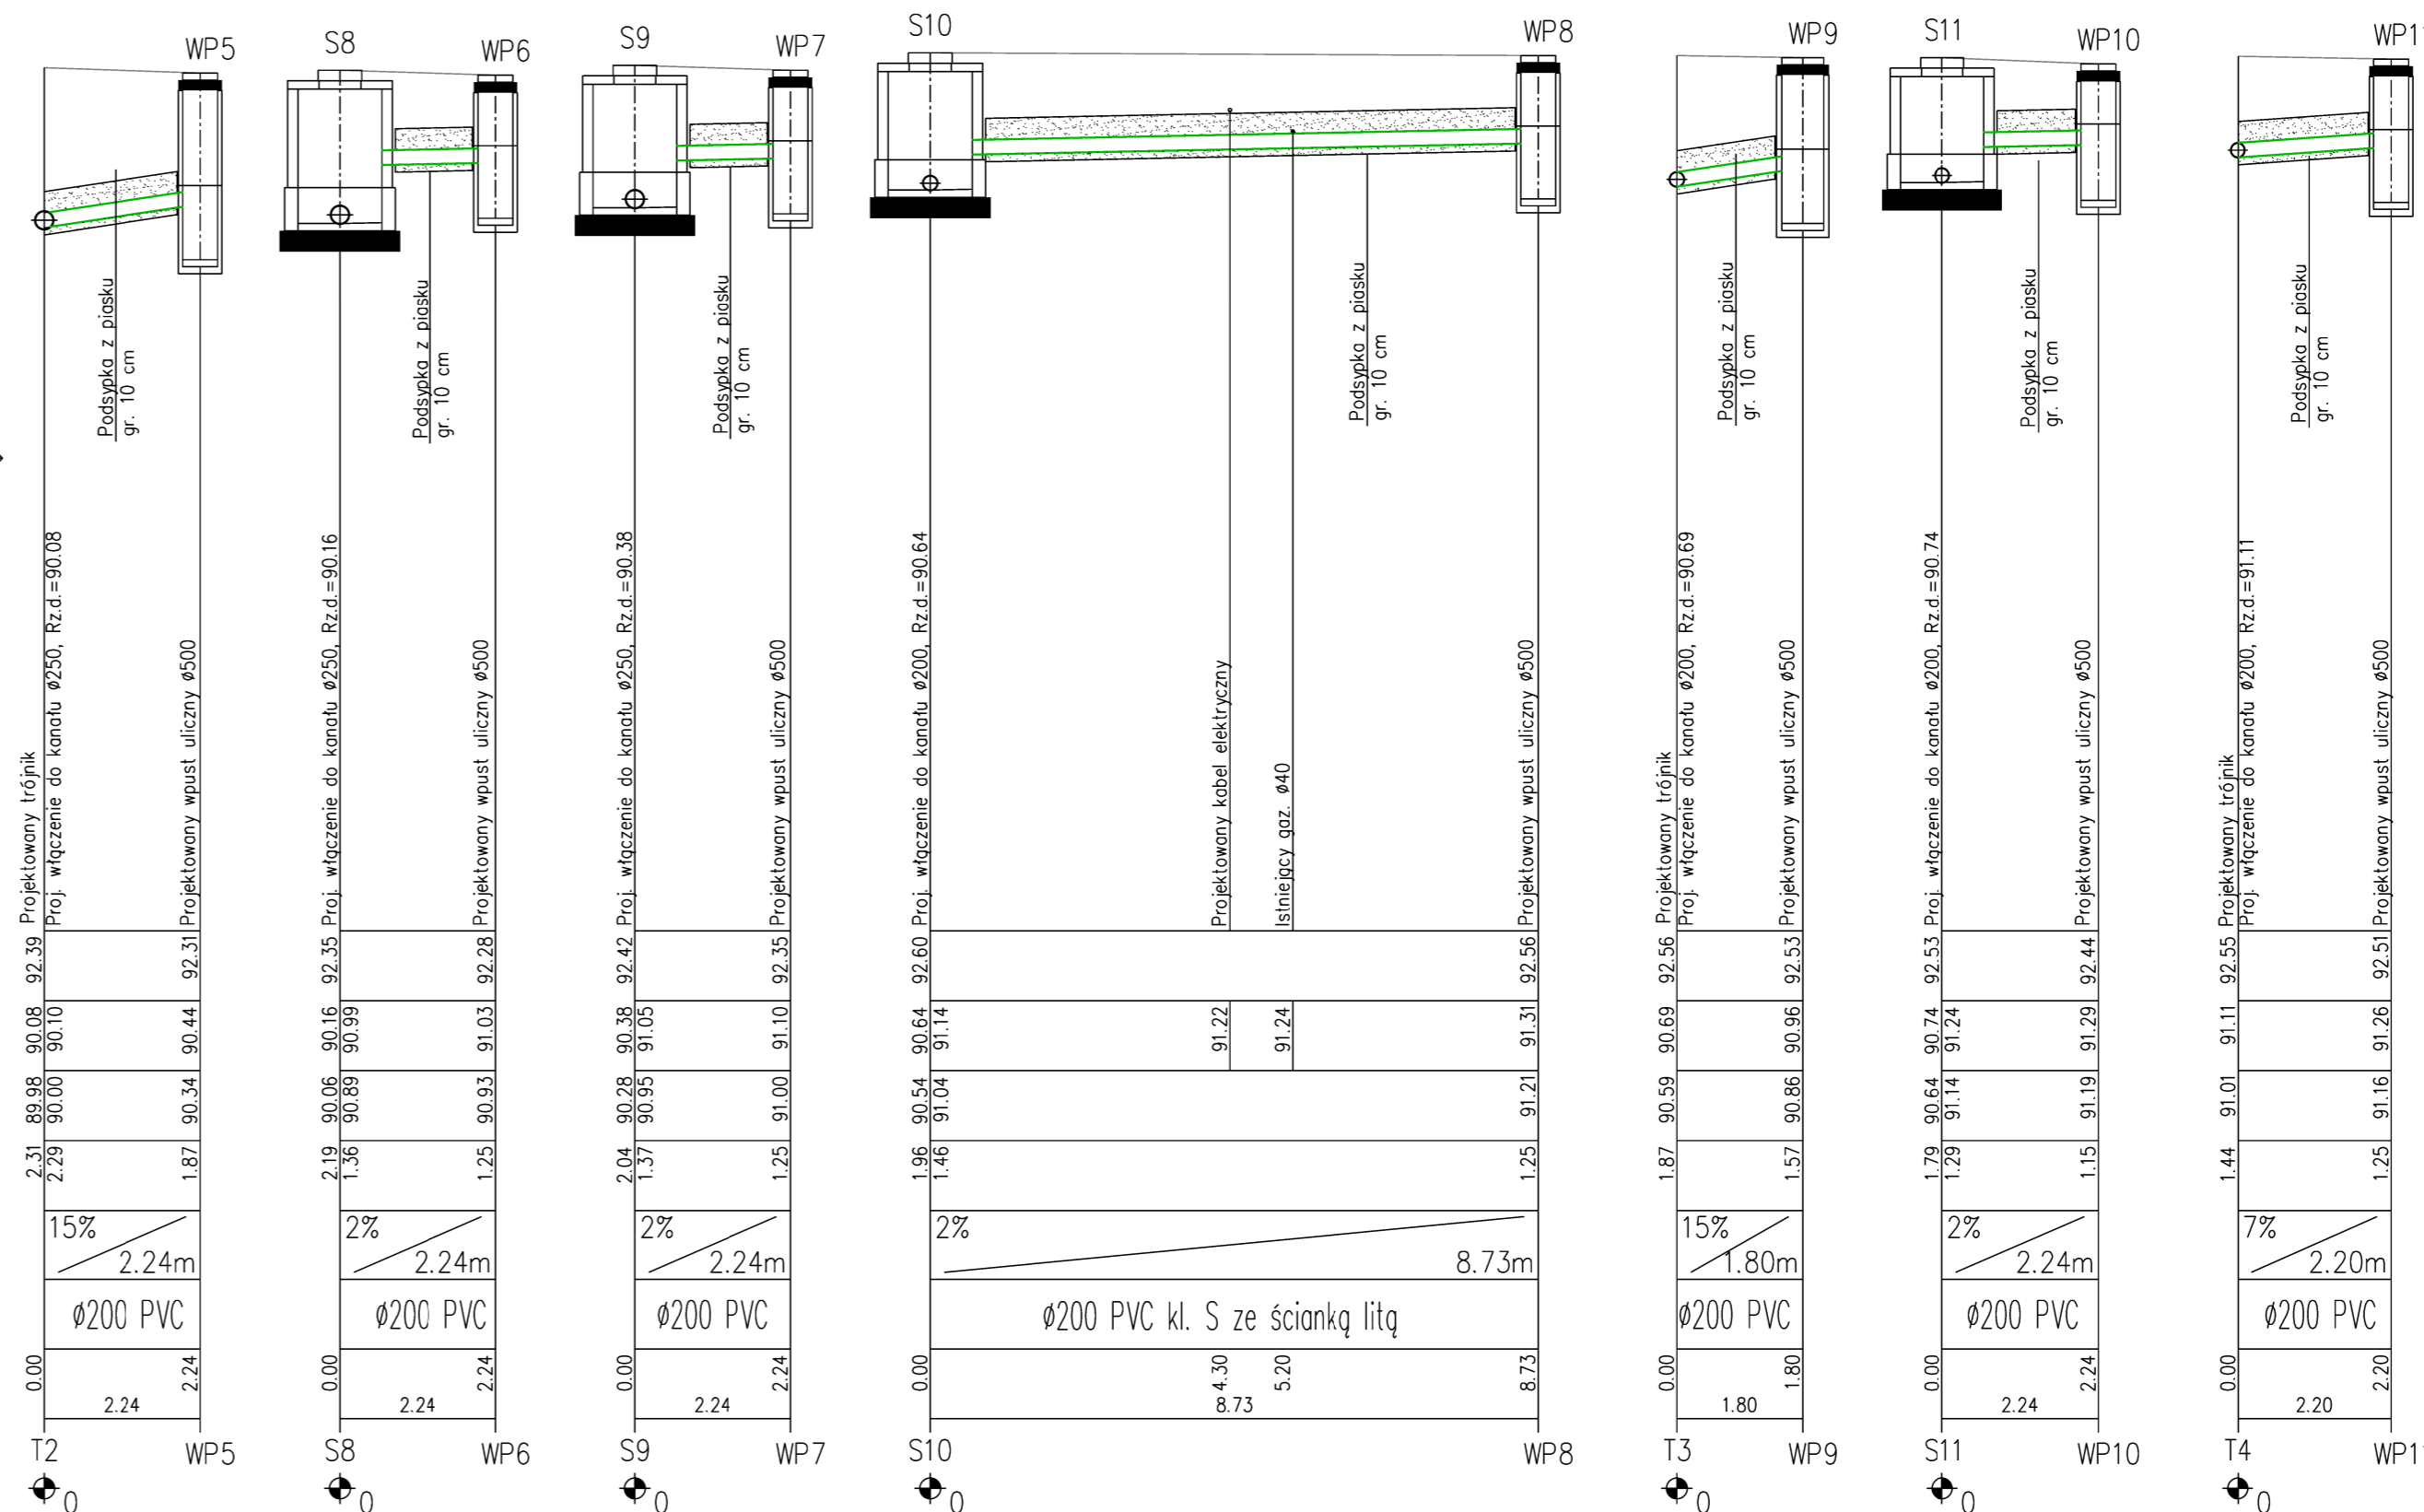 WP5
S8
WP6
S9
WP7
S10
WP8
WP9
S11
WP10
Podsypka z piasku
gr. 10 cm
Podsypka z piasku
gr. 10 cm
Podsypka z piasku
gr. 10 cm
Podsypka z piasku
gr. 10 cm
Podsypka z piasku
gr. 10 cm
Podsypka z piasku
gr. 10 cm
Podsypka z piasku
gr. 10 cm
Projektowany trójnik
Proj. włączenie do kanału ø250, Rz.d.=90.08
Projektowany wpust uliczny ø500
Proj. włączenie do kanału ø250, Rz.d.=90.16
Projektowany wpust uliczny ø500
Proj. włączenie do kanału ø250, Rz.d.=90.38
Projektowany wpust uliczny ø500
Proj. włączenie do kanału ø200, Rz.d.=90.64
Projektowany kabel elektryczny
Istniejący gaz. ø40
Projektowany wpust uliczny ø500
Projektowany trójnik
Proj. włączenie do kanału ø200, Rz.d.=90.69
Projektowany wpust uliczny ø500
Proj. włączenie do kanału ø200, Rz.d.=90.74
Projektowany wpust uliczny ø500
Projektowany trójnik
Proj. włączenie do kanału ø200, Rz.d.=91.11
Projektowany wpust uliczny ø500
92.39 92.31 92.35 92.28 92.42 92.35 92.60 92.56 92.56 92.53 92.53 92.44 92.55 92.51
90.08 90.10 90.44 90.16 90.99 91.03 90.38 91.05 91.10 90.64 91.14 91.22 91.24 91.31 90.69 90.96 90.74 91.24 91.29 91.11 91.26
89.98 90.00 90.34 90.06 90.89 90.93 90.28 90.95 91.00 90.54 91.04 91.21 90.59 90.86 90.64 91.14 91.19 91.01 91.16
2.31 2.29 1.87 2.19 1.36 1.25 2.04 1.37 1.25 1.96 1.46 1.25 1.87 1.57 1.79 1.29 1.15 1.44 1.25
15% 2% 2% 2% 15% 2% 7%
2.24m 2.24m 2.24m 8.73m 1.80m 2.24m 2.20m
ø200 PVC ø200 PVC ø200 PVC ø200 PVC kl. S ze ścianką litą ø200 PVC ø200 PVC ø200 PVC
0.00 2.24 0.00 2.24 0.00 2.24 0.00 4.30 5.20 8.73 0.00 1.80 0.00 2.24 0.00 2.20
2.24 2.24 2.24 8.73 1.80 2.24 2.20
T2 WP5 S8 WP6 S9 WP7 S10 WP8 T3 WP9 S11 WP10 T4
0 0 0 0 0 0 0